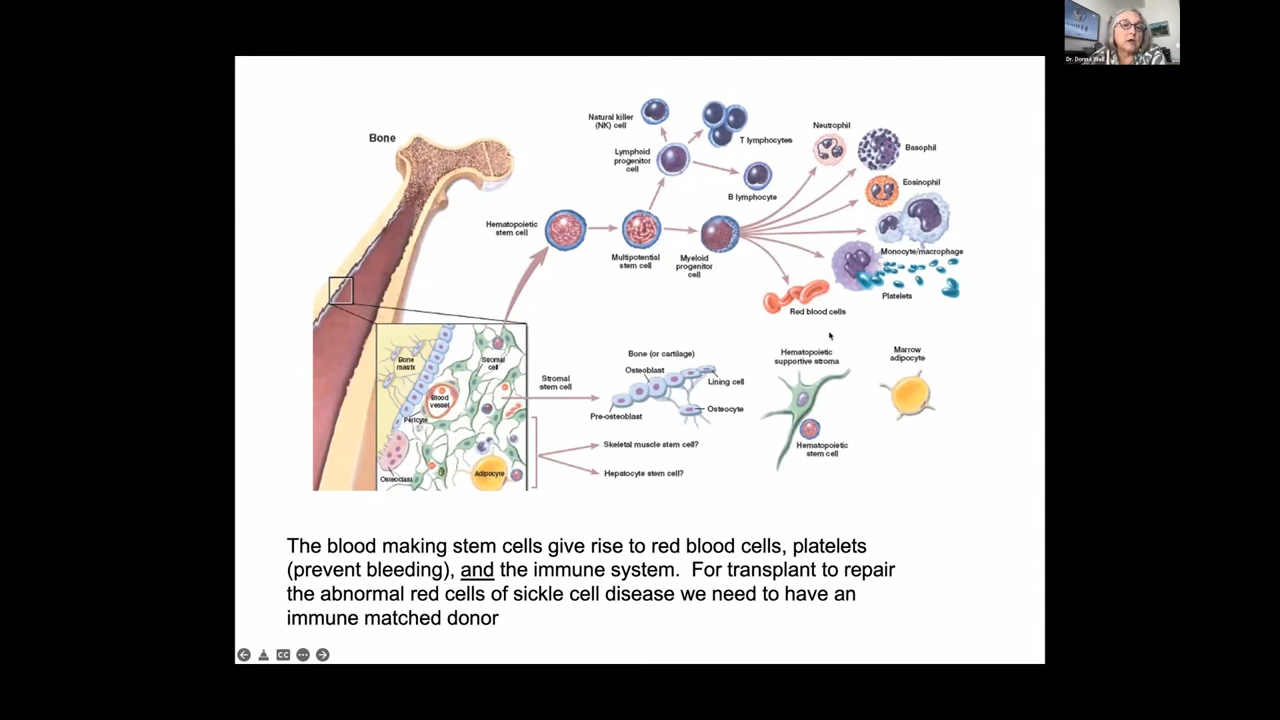 Dr. Donna Wall
Bone
Natural killer
(NK) cell
T lymphocytes
Lymphoid
progenitor
cell
B lymphocyte
Neutrophil
Basophil
Eosinophil
Hematopoietic
stem cell
Multipotential
stem cell
Myeloid
progenitor
cell
Monocyte/macrophage
Platelets
Red blood cells
Bone
matrix
Stromal
cell
Blood
vessel
Pericyte
Osteoclast
Adipocyte
Stromal
stem cell
Bone (or cartilage)
Osteoblast
Lining cell
Pre-osteoblast
Osteocyte
Skeletal muscle stem cell?
Hepatocyte stem cell?
Hematopoietic
supportive stroma
Hematopoietic
stem cell
Marrow
adipocyte
The blood making stem cells give rise to red blood cells, platelets
(prevent bleeding), and the immune system. For transplant to repair
the abnormal red cells of sickle cell disease we need to have an
immune matched donor
CC